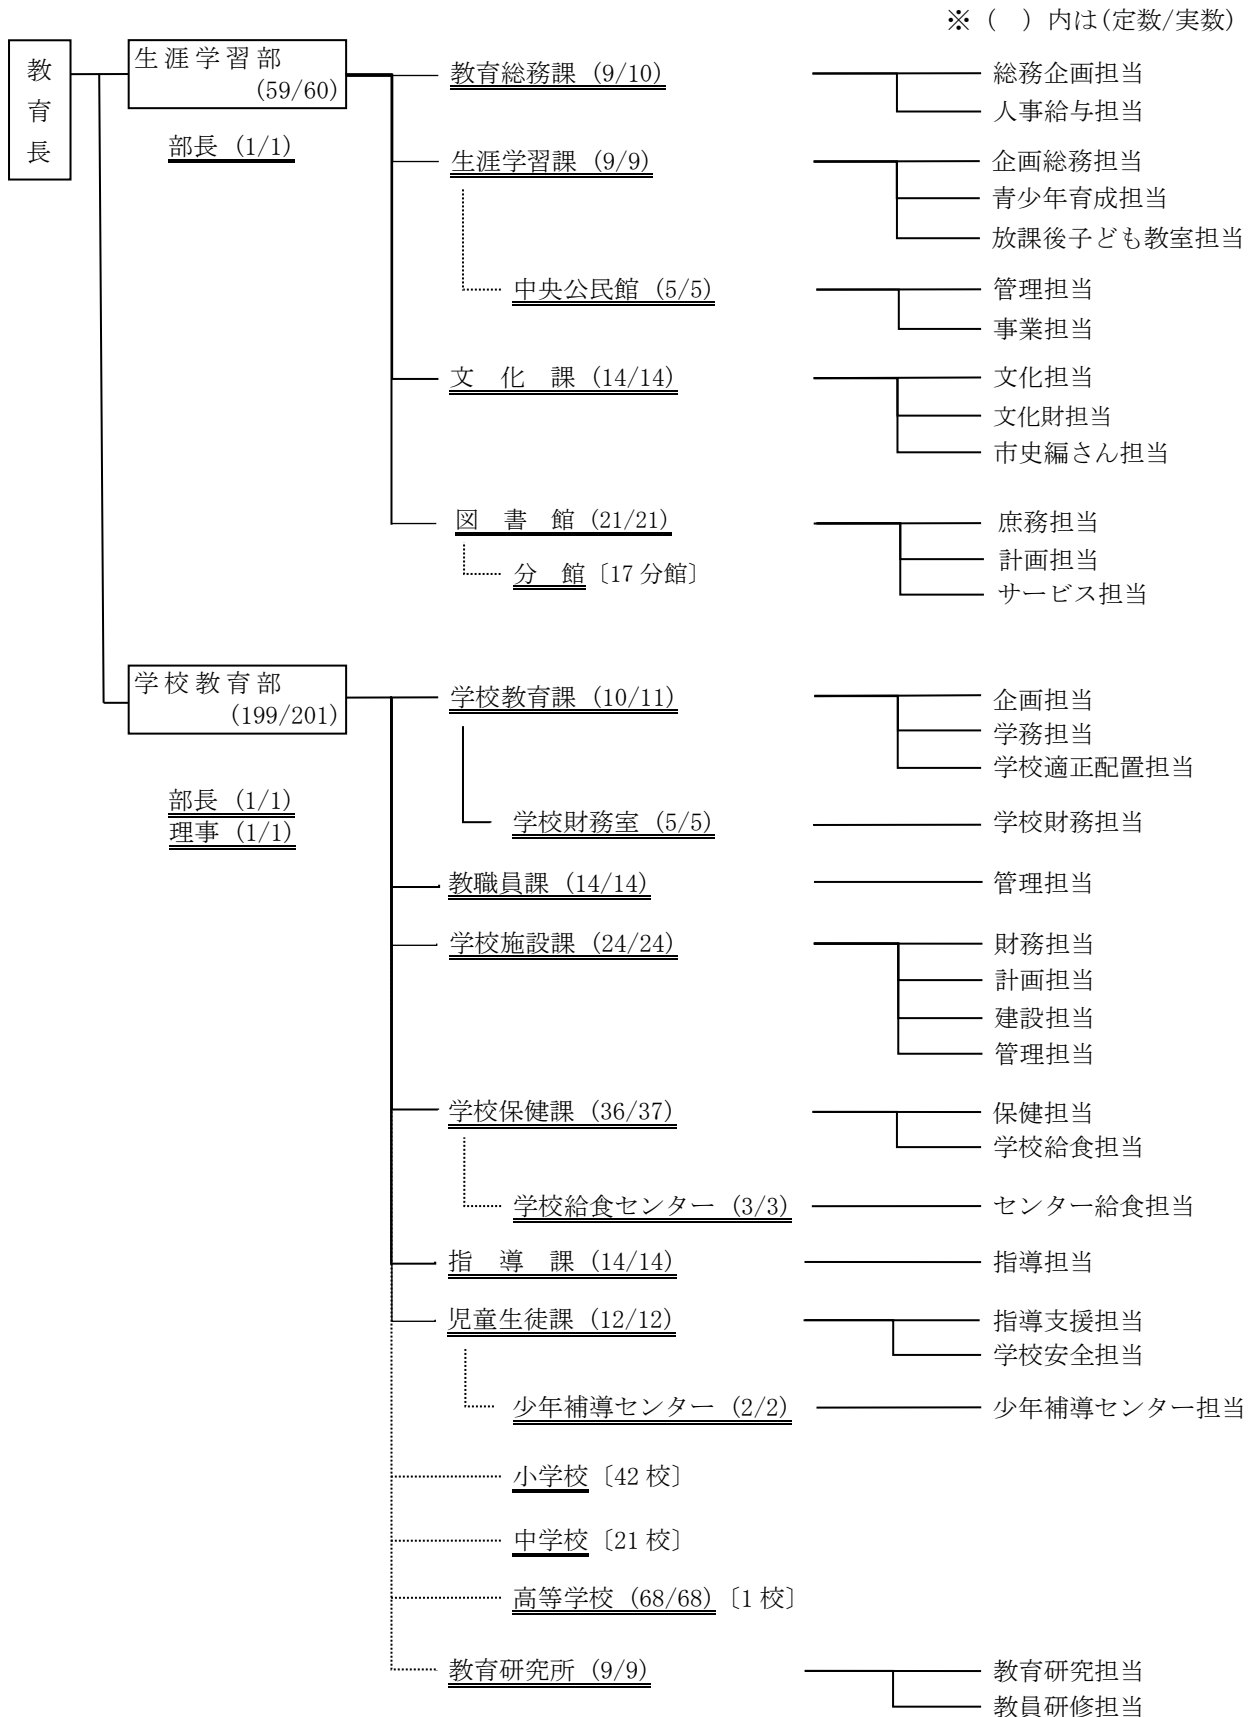 ※（　）内は(定数/実数)
教育長
生涯学習部
(59/60)
部長 (1/1)
教育総務課 (9/10)
総務企画担当
人事給与担当
生涯学習課 (9/9)
企画総務担当
青少年育成担当
放課後子ども教室担当
中央公民館 (5/5)
管理担当
事業担当
文　化　課 (14/14)
文化担当
文化財担当
市史編さん担当
図　書　館 (21/21)
庶務担当
計画担当
サービス担当
分　館〔17 分館〕
学校教育部
(199/201)
部長 (1/1)
理事 (1/1)
学校教育課 (10/11)
企画担当
学務担当
学校適正配置担当
学校財務室 (5/5)
学校財務担当
教職員課 (14/14)
管理担当
学校施設課 (24/24)
財務担当
計画担当
建設担当
管理担当
学校保健課 (36/37)
保健担当
学校給食担当
学校給食センター (3/3)
センター給食担当
指　導　課 (14/14)
指導担当
児童生徒課 (12/12)
指導支援担当
学校安全担当
少年補導センター (2/2)
少年補導センター担当
小学校〔42 校〕
中学校〔21 校〕
高等学校 (68/68)〔1 校〕
教育研究所 (9/9)
教育研究担当
教員研修担当